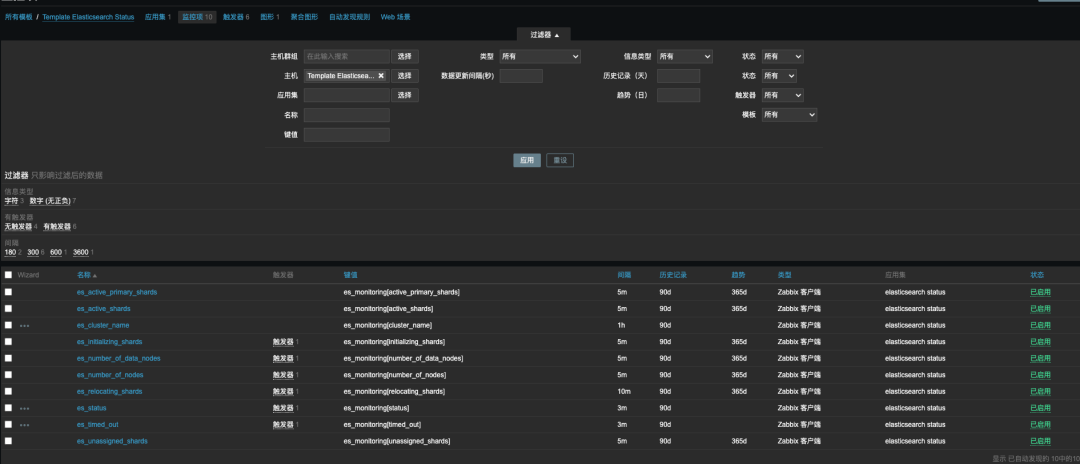 所有模板 / Template Elasticsearch Status 应用集 1 监控项 10 触发器 6 图形 1 聚合图形 自动发现规则 Web 场景
过滤器 ▲
主机群组 在此输入搜索 选择 类型 所有 信息类型 所有 状态 所有
主机 Template Elasticsea... ✖ 选择 数据更新间隔(秒) 历史记录（天） 状态 所有
应用集 选择 趋势（日） 触发器 所有
名称 模板 所有
键值
应用 重设
过滤器 只影响过滤后的数据
信息类型
字符 3 数字 (无正负) 7
有触发器
无触发器 4 有触发器 6
间隔
180 2 300 6 600 1 3600 1
Wizard 名称 ▲ 触发器 键值 间隔 历史记录 趋势 类型 应用集 状态
es_active_primary_shards es_monitoring[active_primary_shards] 5m 90d 365d Zabbix 客户端 elasticsearch status 已启用
es_active_shards es_monitoring[active_shards] 5m 90d 365d Zabbix 客户端 elasticsearch status 已启用
••• es_cluster_name es_monitoring[cluster_name] 1h 90d Zabbix 客户端 elasticsearch status 已启用
es_initializing_shards 触发器 1 es_monitoring[initializing_shards] 5m 90d 365d Zabbix 客户端 elasticsearch status 已启用
es_number_of_data_nodes 触发器 1 es_monitoring[number_of_data_nodes] 5m 90d 365d Zabbix 客户端 elasticsearch status 已启用
es_number_of_nodes 触发器 1 es_monitoring[number_of_nodes] 5m 90d 365d Zabbix 客户端 elasticsearch status 已启用
es_relocating_shards 触发器 1 es_monitoring[relocating_shards] 10m 90d 365d Zabbix 客户端 elasticsearch status 已启用
••• es_status 触发器 1 es_monitoring[status] 3m 90d Zabbix 客户端 elasticsearch status 已启用
••• es_timed_out 触发器 1 es_monitoring[timed_out] 3m 90d Zabbix 客户端 elasticsearch status 已启用
es_unassigned_shards es_monitoring[unassigned_shards] 5m 90d 365d Zabbix 客户端 elasticsearch status 已启用
显示 已自动发现的 10中的10